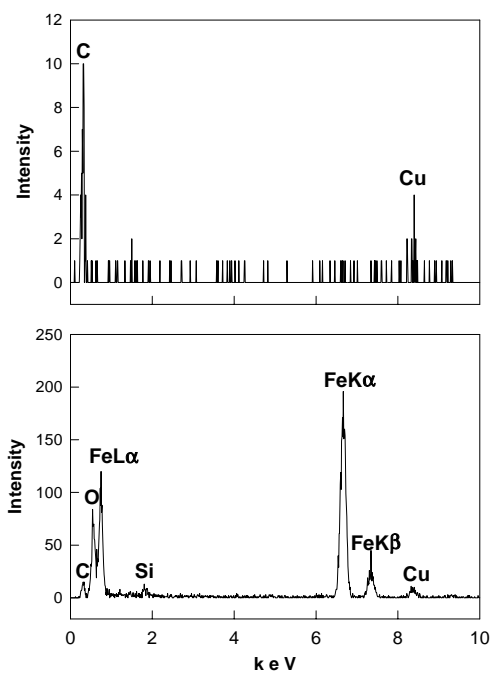 12
10
8
6
4
2
0
Intensity
C
Cu
250
200
150
100
50
0
Intensity
C
O
FeLα
Si
FeKα
FeKβ
Cu
0 2 4 6 8 10
k e V